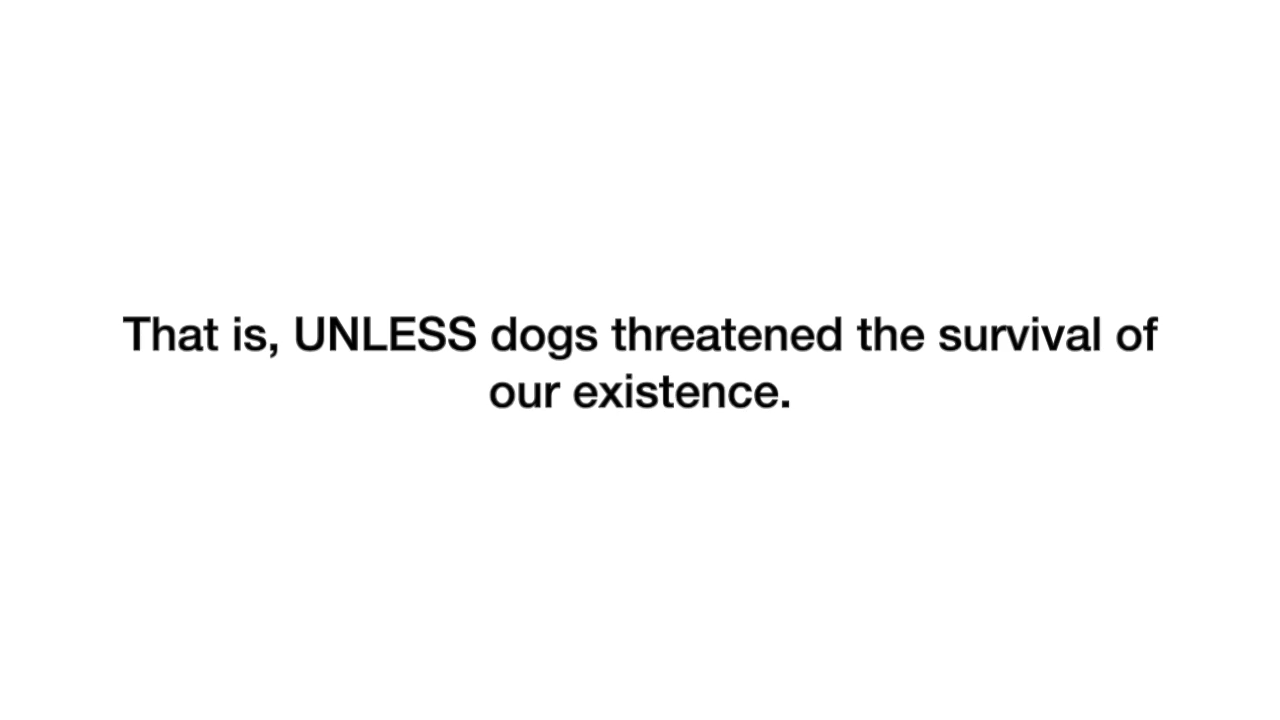 That is, UNLESS dogs threatened the survival of
our existence.